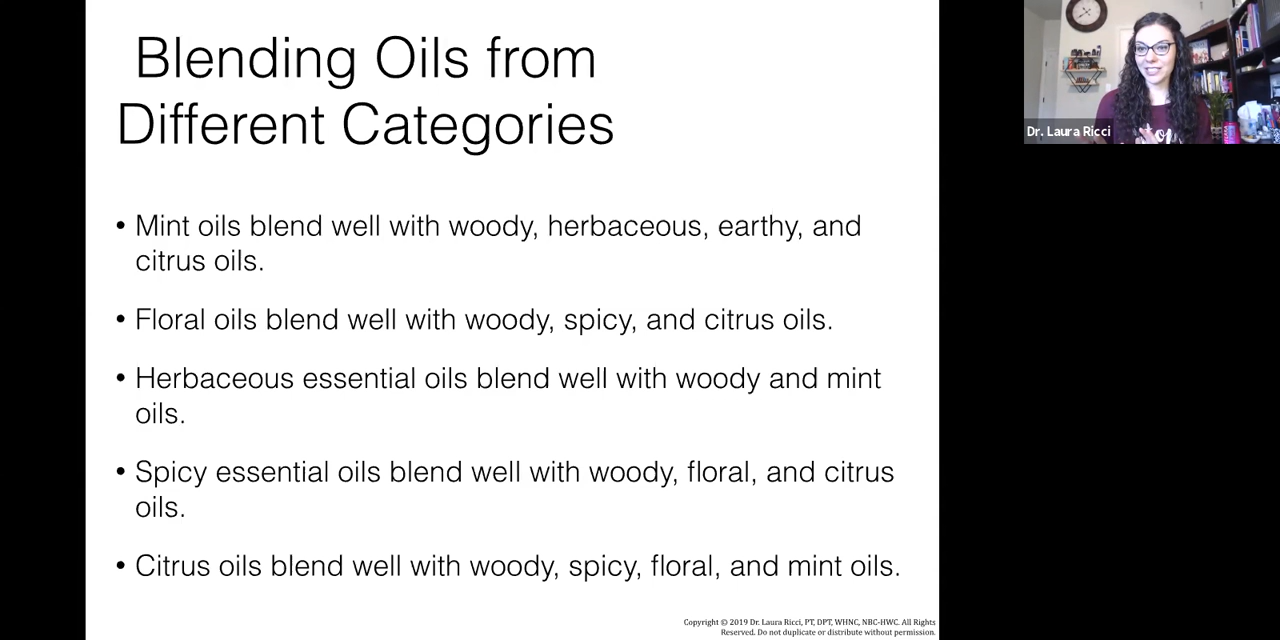 Blending Oils from
Different Categories
• Mint oils blend well with woody, herbaceous, earthy, and
citrus oils.
• Floral oils blend well with woody, spicy, and citrus oils.
• Herbaceous essential oils blend well with woody and mint
oils.
• Spicy essential oils blend well with woody, floral, and citrus
oils.
• Citrus oils blend well with woody, spicy, floral, and mint oils.
Copyright © 2019 Dr. Laura Ricci, PT, DPT, WHNC, NBC-HWC. All Rights
Reserved. Do not duplicate or distribute without permission.
Dr. Laura Ricci